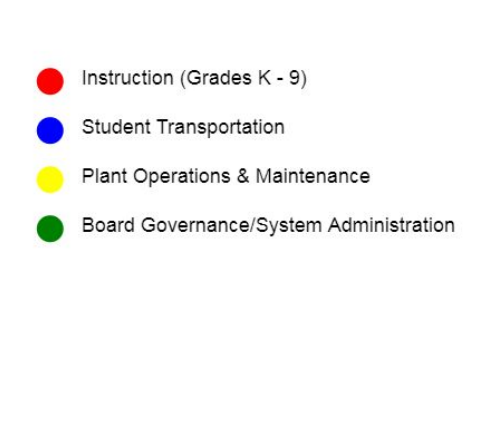 Instruction (Grades K - 9)
Student Transportation
Plant Operations & Maintenance
Board Governance/System Administration